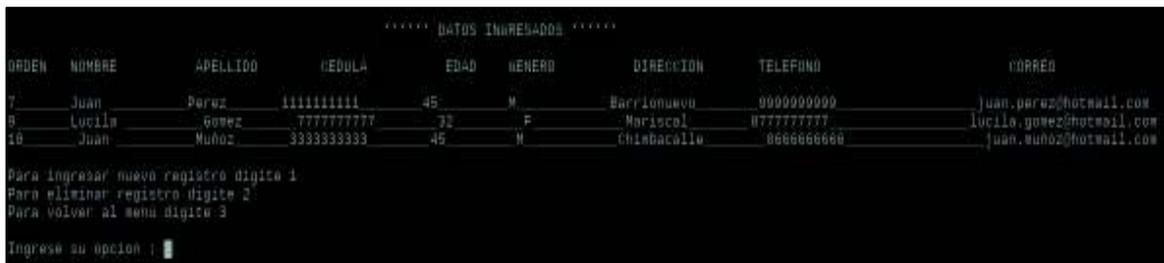 '''''' DATOS INGRESADOS ''''''
ORDEN NOMBRE APELLIDO CEDULA EDAD GENERO DIRECCION TELEFONO CORREO
7 Juan Perez 1111111111 45 M Barrionuevo 9999999999 juan.perez@hotmail.com
Lucila Gomez 7777777777 32 F Mariscal 0777777777 lucila.gomez@hotmail.com
10 Juan Muñoz 3333333333 45 M Chimbacalle juan.muñoz@hotmail.com
Para ingresar nuevo registro digite 1
Para eliminar registro digite 2
Para volver al menu digite 3
Ingrese su opcion :